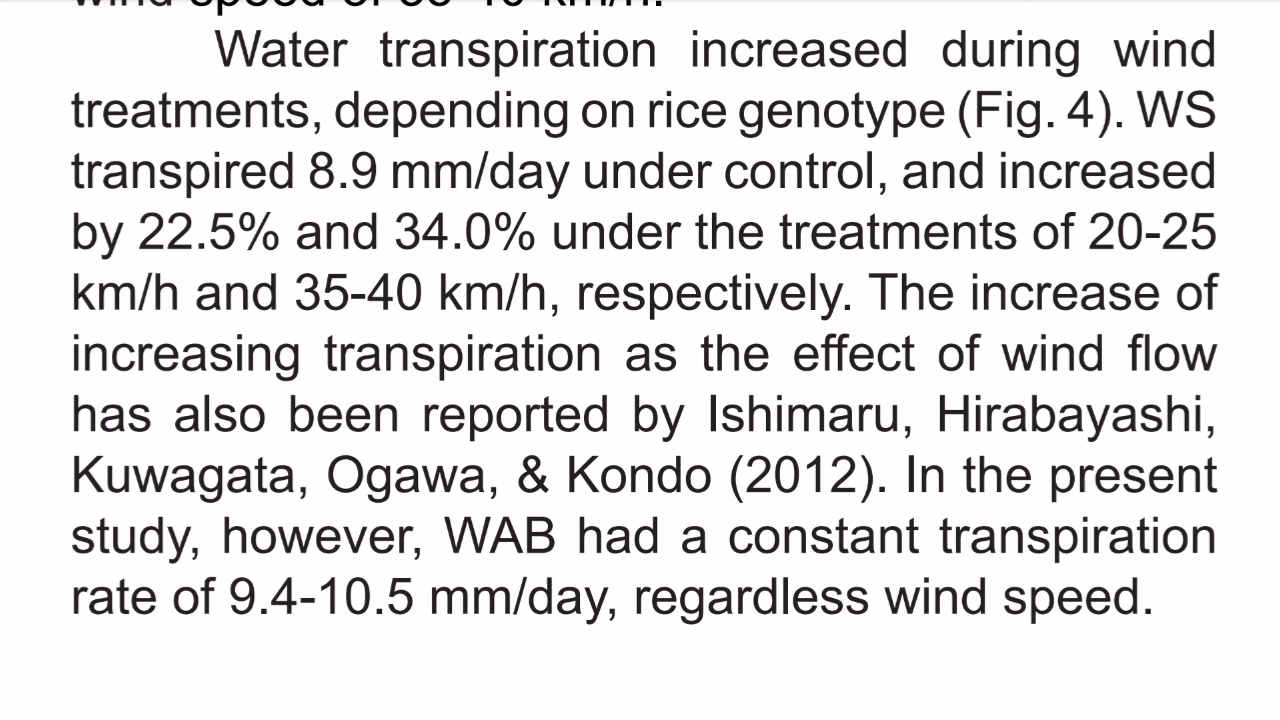 Water transpiration increased during wind
treatments, depending on rice genotype (Fig. 4). WS
transpired 8.9 mm/day under control, and increased
by 22.5% and 34.0% under the treatments of 20-25
km/h and 35-40 km/h, respectively. The increase of
increasing transpiration as the effect of wind flow
has also been reported by Ishimaru, Hirabayashi,
Kuwagata, Ogawa, & Kondo (2012). In the present
study, however, WAB had a constant transpiration
rate of 9.4-10.5 mm/day, regardless wind speed.